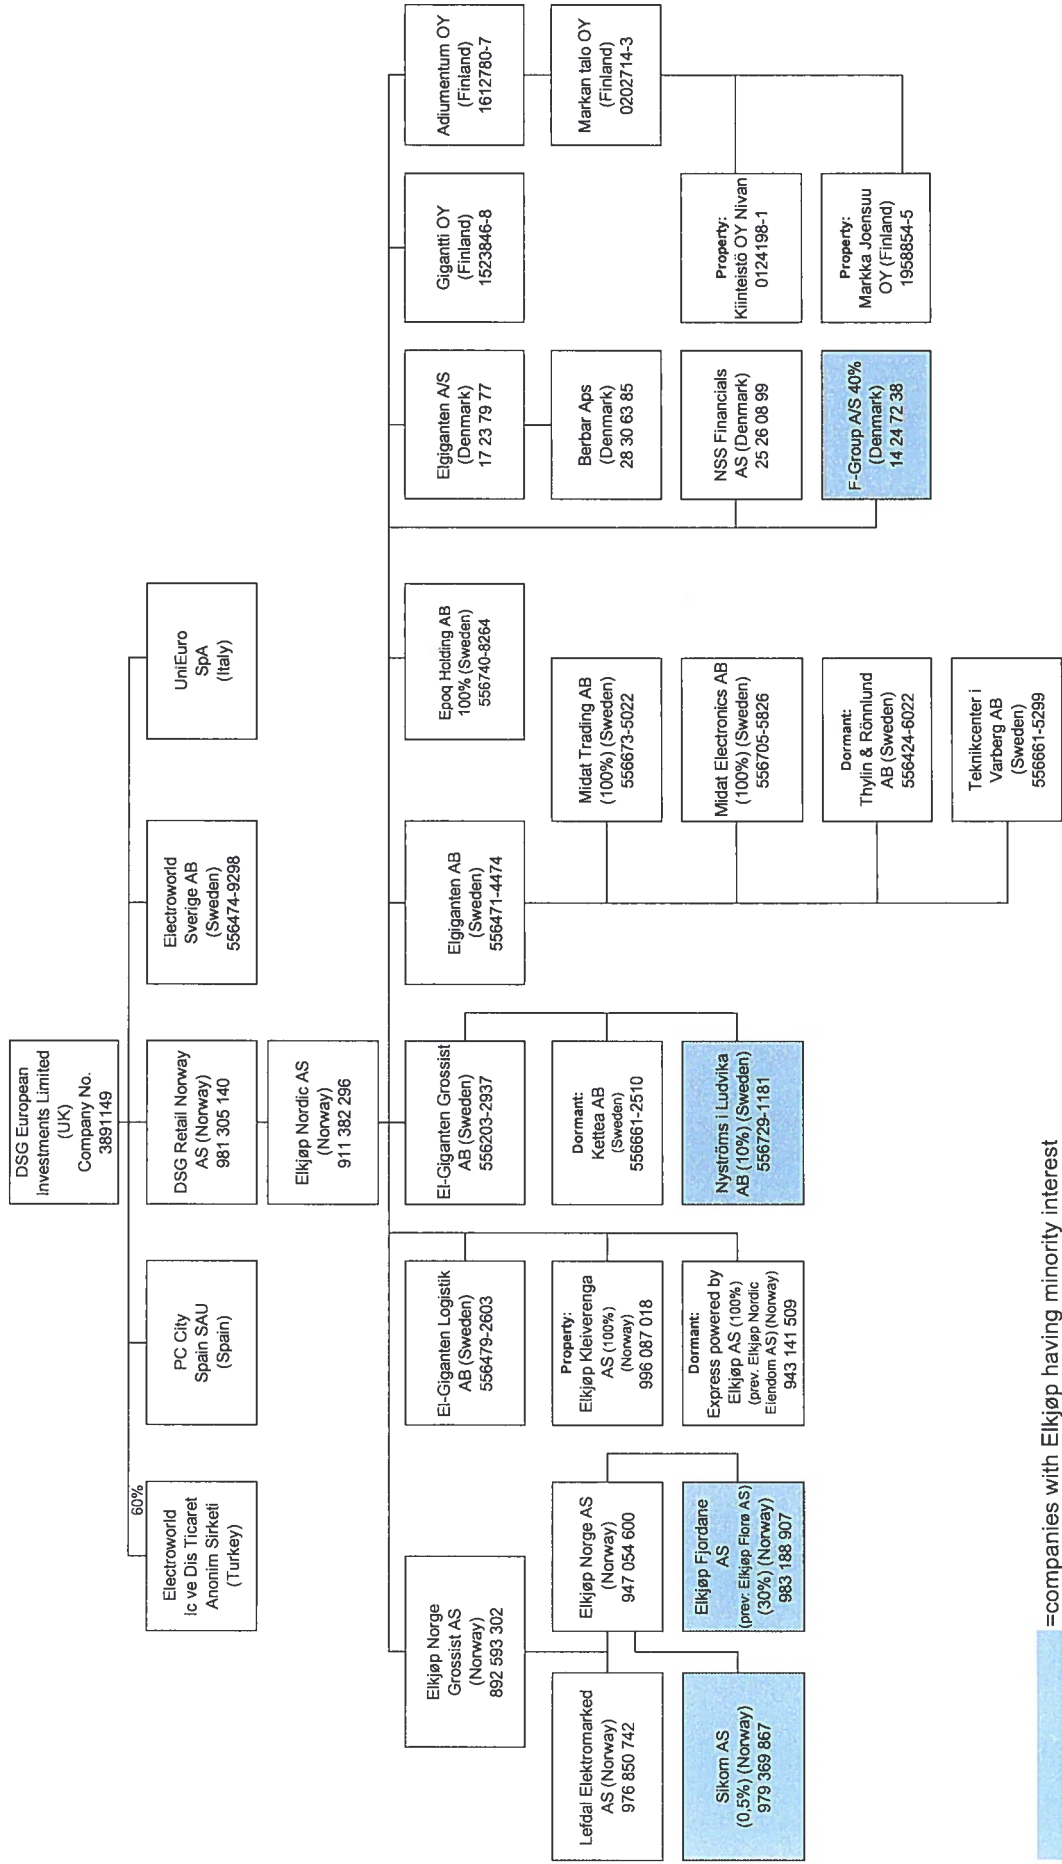 DSG European
Investments Limited
(UK)
Company No.
3891149
60%
Electroworld
Ic ve Dis Ticaret
Anonim Sirketi
(Turkey)
PC City
Spain SAU
(Spain)
DSG Retail Norway
AS (Norway)
981 305 140
Electroworld
Sverige AB
(Sweden)
556474-9298
UniEuro
SpA
(Italy)
Elkjøp Nordic AS
(Norway)
911 382 296
Elkjøp Norge
Grossist AS
(Norway)
892 593 302
El-Giganten Logistik
AB (Sweden)
556479-2603
El-Giganten Grossist
AB (Sweden)
556203-2937
Elgiganten AB
(Sweden)
556471-4474
Epoq Holding AB
100% (Sweden)
556740-8264
Elgiganten A/S
(Denmark)
17 23 79 77
Gigantti OY
(Finland)
1523846-8
Adiumentum OY
(Finland)
1612780-7
Lefdal Elektromarked
AS (Norway)
976 850 742
Elkjøp Norge AS
(Norway)
947 054 600
Property:
Elkjøp Kleiverenga
AS (100%)
(Norway)
996 087 018
Dormant:
Kettea AB
(Sweden)
556661-2510
Midat Trading AB
(100%) (Sweden)
556673-5022
Berbar Aps
(Denmark)
28 30 63 85
Markan talo OY
(Finland)
0202714-3
Sikom AS
(0,5%) (Norway)
979 369 867
Elkjøp Fjordane
AS
(prev: Elkjøp Florø AS)
(30%) (Norway)
983 188 907
Dormant:
Express powered by
Elkjøp AS (100%)
(prev. Elkjøp Nordic
Eiendom AS) (Norway)
943 141 509
Nyströms i Ludvika
AB (10%) (Sweden)
556729-1181
Midat Electronics AB
(100%) (Sweden)
556705-5826
NSS Financials
AS (Denmark)
25 26 08 99
Property:
Kiinteistö OY Nivan
0124198-1
Dormant:
Thylin & Rönnlund
AB (Sweden)
556424-6022
F-Group A/S 40%
(Denmark)
14 24 72 38
Property:
Markka Joensuu
OY (Finland)
1958854-5
Teknikcenter i
Varberg AB
(Sweden)
556661-5299
=companies with Elkjøp having minority interest